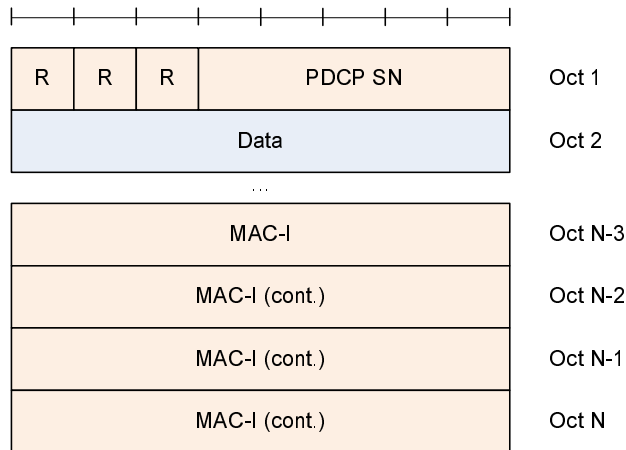 R R R PDCP SN Oct 1
Data Oct 2
...
MAC-I Oct N-3
MAC-I (cont.) Oct N-2
MAC-I (cont.) Oct N-1
MAC-I (cont.) Oct N